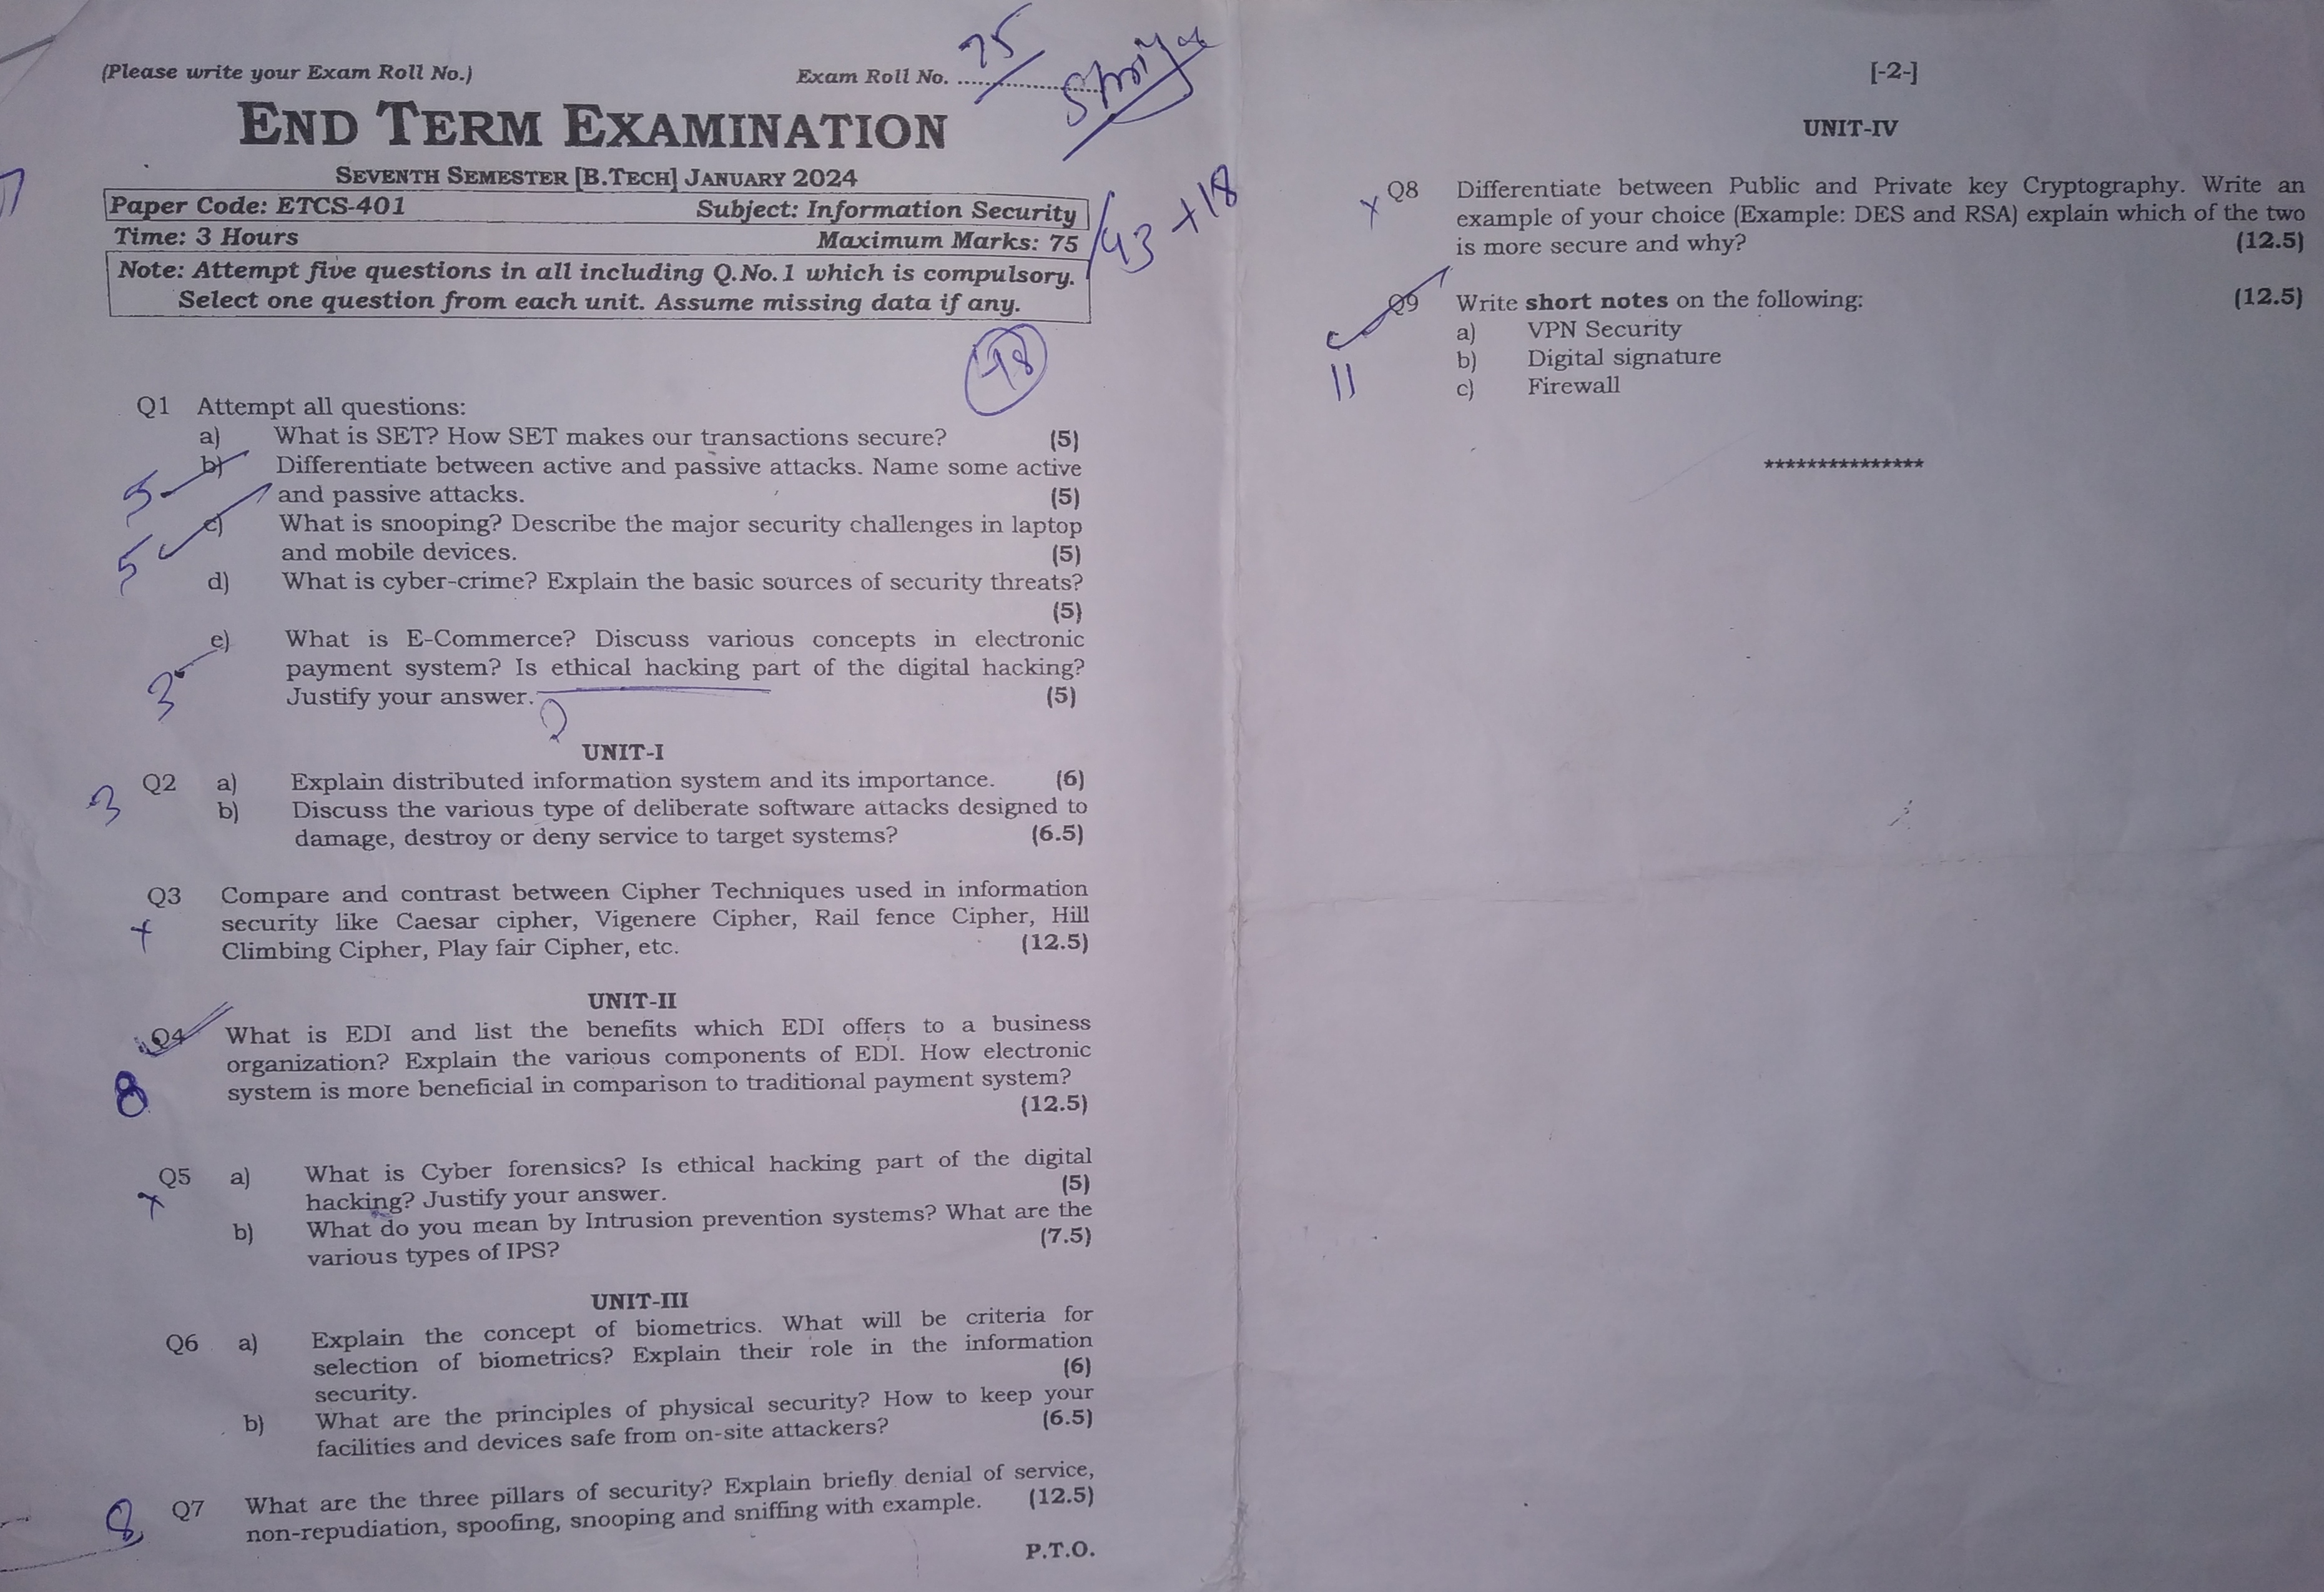 (Please write your Exam Roll No.)
Exam Roll No. ........................
75
END TERM EXAMINATION
SEVENTH SEMESTER [B.TECH] JANUARY 2024
Paper Code: ETCS-401 Subject: Information Security
Time: 3 Hours Maximum Marks: 75
43 + 18
Note: Attempt five questions in all including Q.No.1 which is compulsory.
Select one question from each unit. Assume missing data if any.
18
Q1 Attempt all questions:
a) What is SET? How SET makes our transactions secure? (5)
b) Differentiate between active and passive attacks. Name some active
5
and passive attacks. (5)
c) What is snooping? Describe the major security challenges in laptop
5
and mobile devices. (5)
d) What is cyber-crime? Explain the basic sources of security threats?
(5)
e) What is E-Commerce? Discuss various concepts in electronic
payment system? Is ethical hacking part of the digital hacking?
3
Justify your answer. (5)
UNIT-I
Q2 a) Explain distributed information system and its importance. (6)
3
b) Discuss the various type of deliberate software attacks designed to
damage, destroy or deny service to target systems? (6.5)
Q3 Compare and contrast between Cipher Techniques used in information
security like Caesar cipher, Vigenere Cipher, Rail fence Cipher, Hill
Climbing Cipher, Play fair Cipher, etc. (12.5)
UNIT-II
Q4 What is EDI and list the benefits which EDI offers to a business
organization? Explain the various components of EDI. How electronic
system is more beneficial in comparison to traditional payment system?
8
(12.5)
Q5 a) What is Cyber forensics? Is ethical hacking part of the digital
hacking? Justify your answer. (5)
b) What do you mean by Intrusion prevention systems? What are the
various types of IPS? (7.5)
UNIT-III
Q6 a) Explain the concept of biometrics. What will be criteria for
selection of biometrics? Explain their role in the information
security. (6)
b) What are the principles of physical security? How to keep your
facilities and devices safe from on-site attackers? (6.5)
Q7 What are the three pillars of security? Explain briefly denial of service,
8
non-repudiation, spoofing, snooping and sniffing with example. (12.5)
P.T.O.
[-2-]
UNIT-IV
Q8 Differentiate between Public and Private key Cryptography. Write an
example of your choice (Example: DES and RSA) explain which of the two
is more secure and why? (12.5)
Q9 Write short notes on the following: (12.5)
a) VPN Security
b) Digital signature
11
c) Firewall
***************